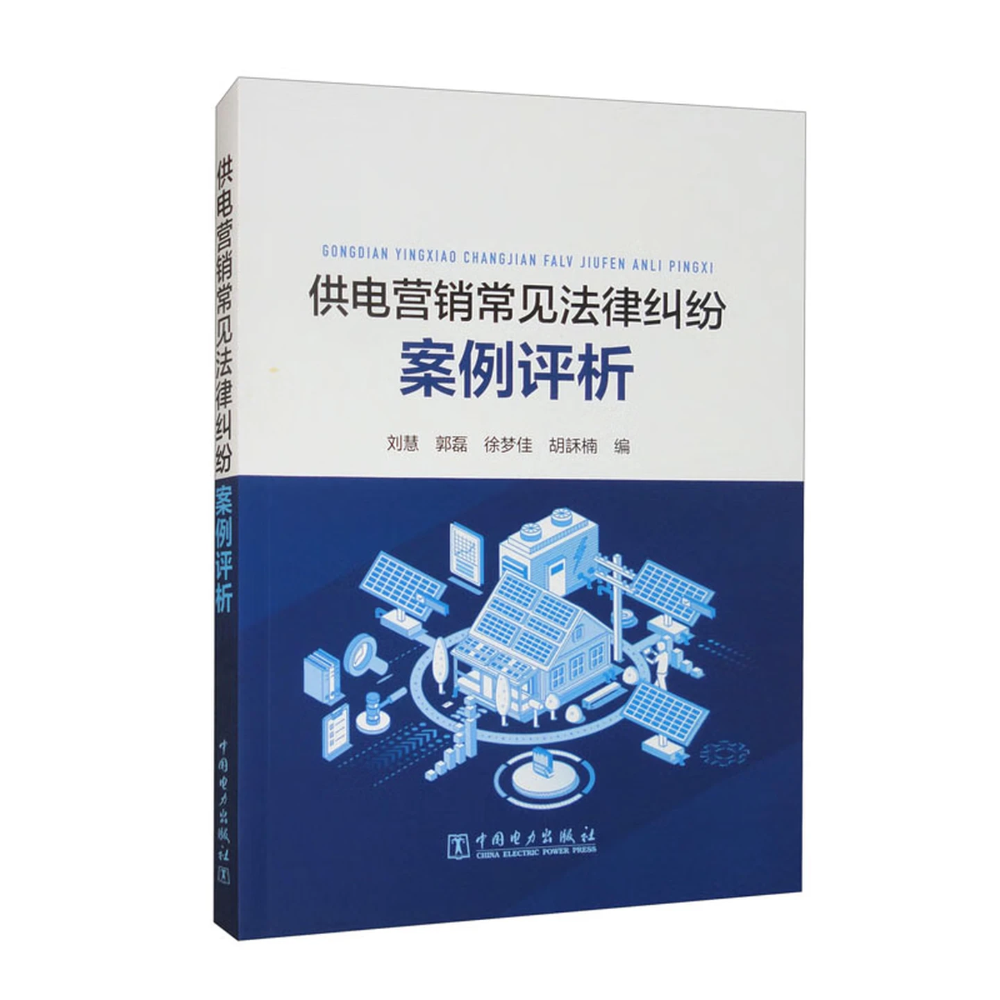 GONGDIAN YINGXIAO CHANGJIAN FALV JIUFEN ANLI PINGXI
供电营销常见法律纠纷
案例评析
刘慧 郭磊 徐梦佳 胡訸楠 编
中国电力出版社
CHINA ELECTRIC POWER PRESS
供电营销常见法律纠纷 案例评析
中国电力出版社